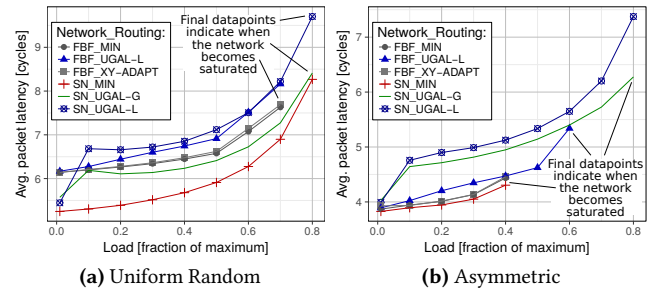 Avg. packet latency [cycles]
9
8
7
6
Network_Routing:
FBF_MIN
FBF_UGAL-L
FBF_XY-ADAPT
SN_MIN
SN_UGAL-G
SN_UGAL-L
Final datapoints
indicate when
the network
becomes
saturated
0.0
0.2
0.4
0.6
0.8
Load [fraction of maximum]
(a) Uniform Random
Avg. packet latency [cycles]
7
6
5
4
Network_Routing:
FBF_MIN
FBF_UGAL-L
FBF_XY-ADAPT
SN_MIN
SN_UGAL-G
SN_UGAL-L
Final datapoints
indicate when
the network
becomes
saturated
0.0
0.2
0.4
0.6
0.8
Load [fraction of maximum]
(b) Asymmetric